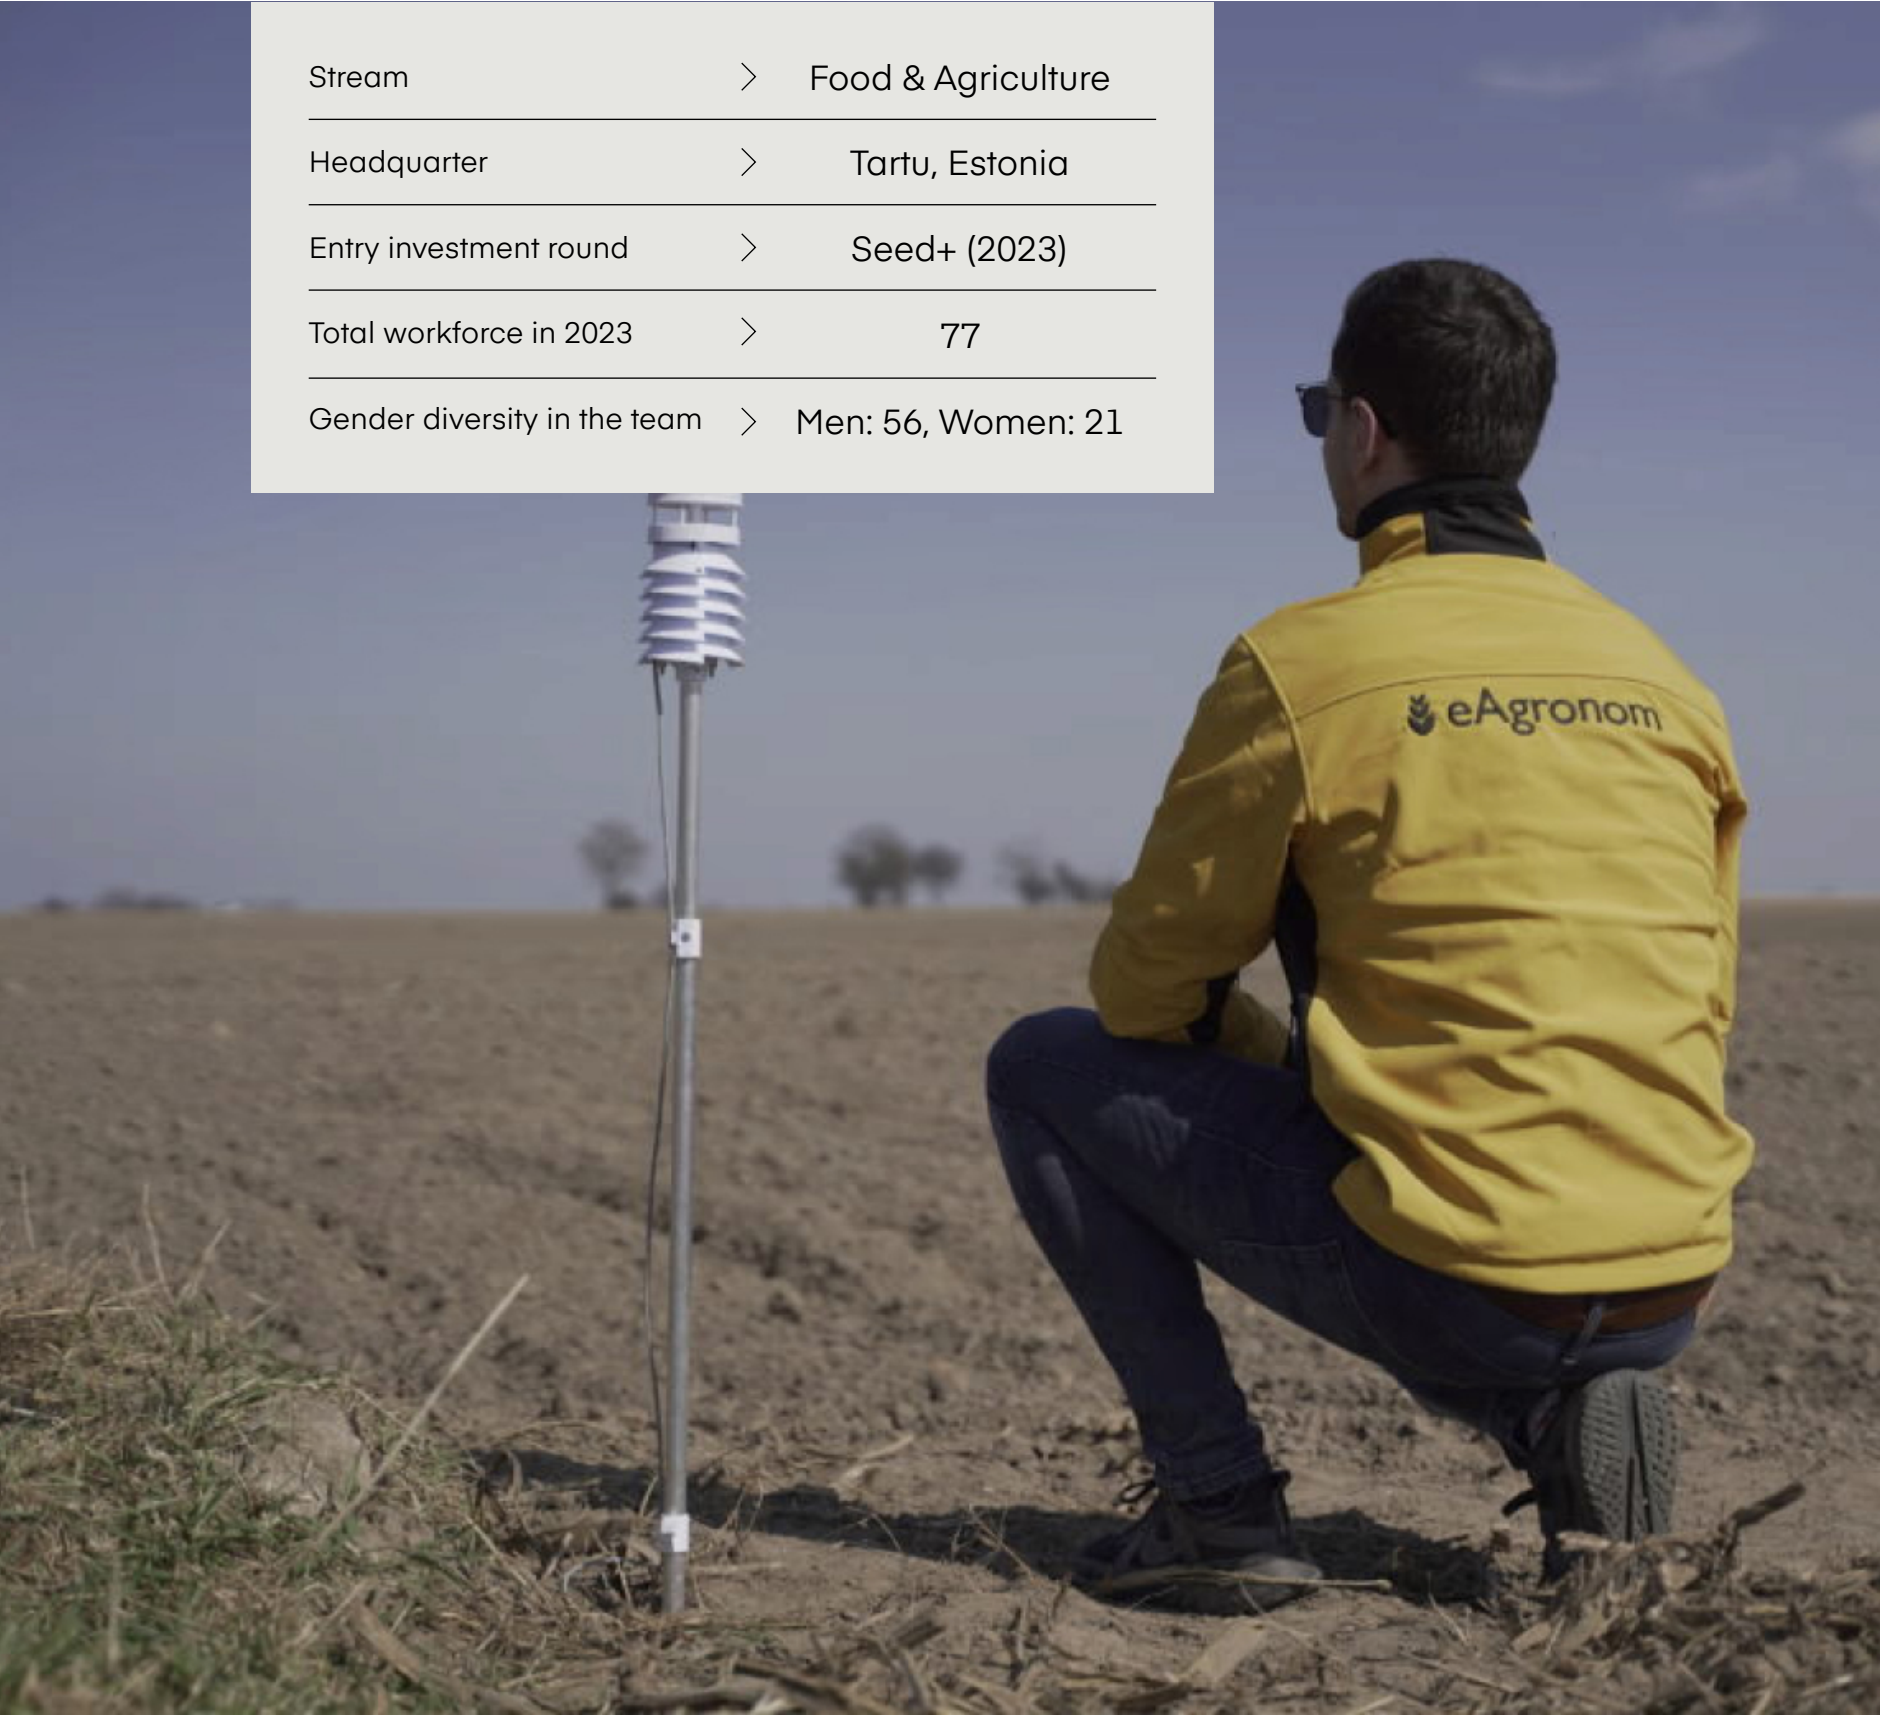 Stream > Food & Agriculture
Headquarter > Tartu, Estonia
Entry investment round > Seed+ (2023)
Total workforce in 2023 > 77
Gender diversity in the team > Men: 56, Women: 21
eAgronom